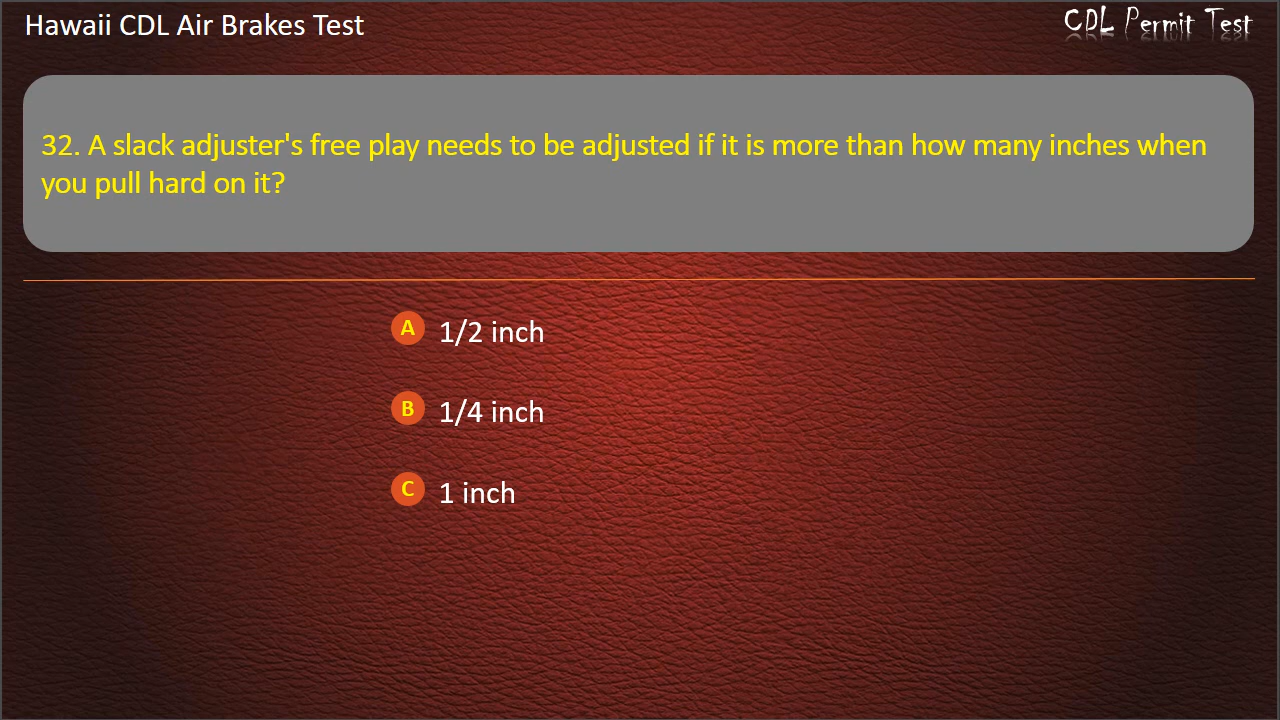 Hawaii CDL Air Brakes Test
CDL Permit Test
32. A slack adjuster's free play needs to be adjusted if it is more than how many inches when
you pull hard on it?
A 1/2 inch
B 1/4 inch
C 1 inch